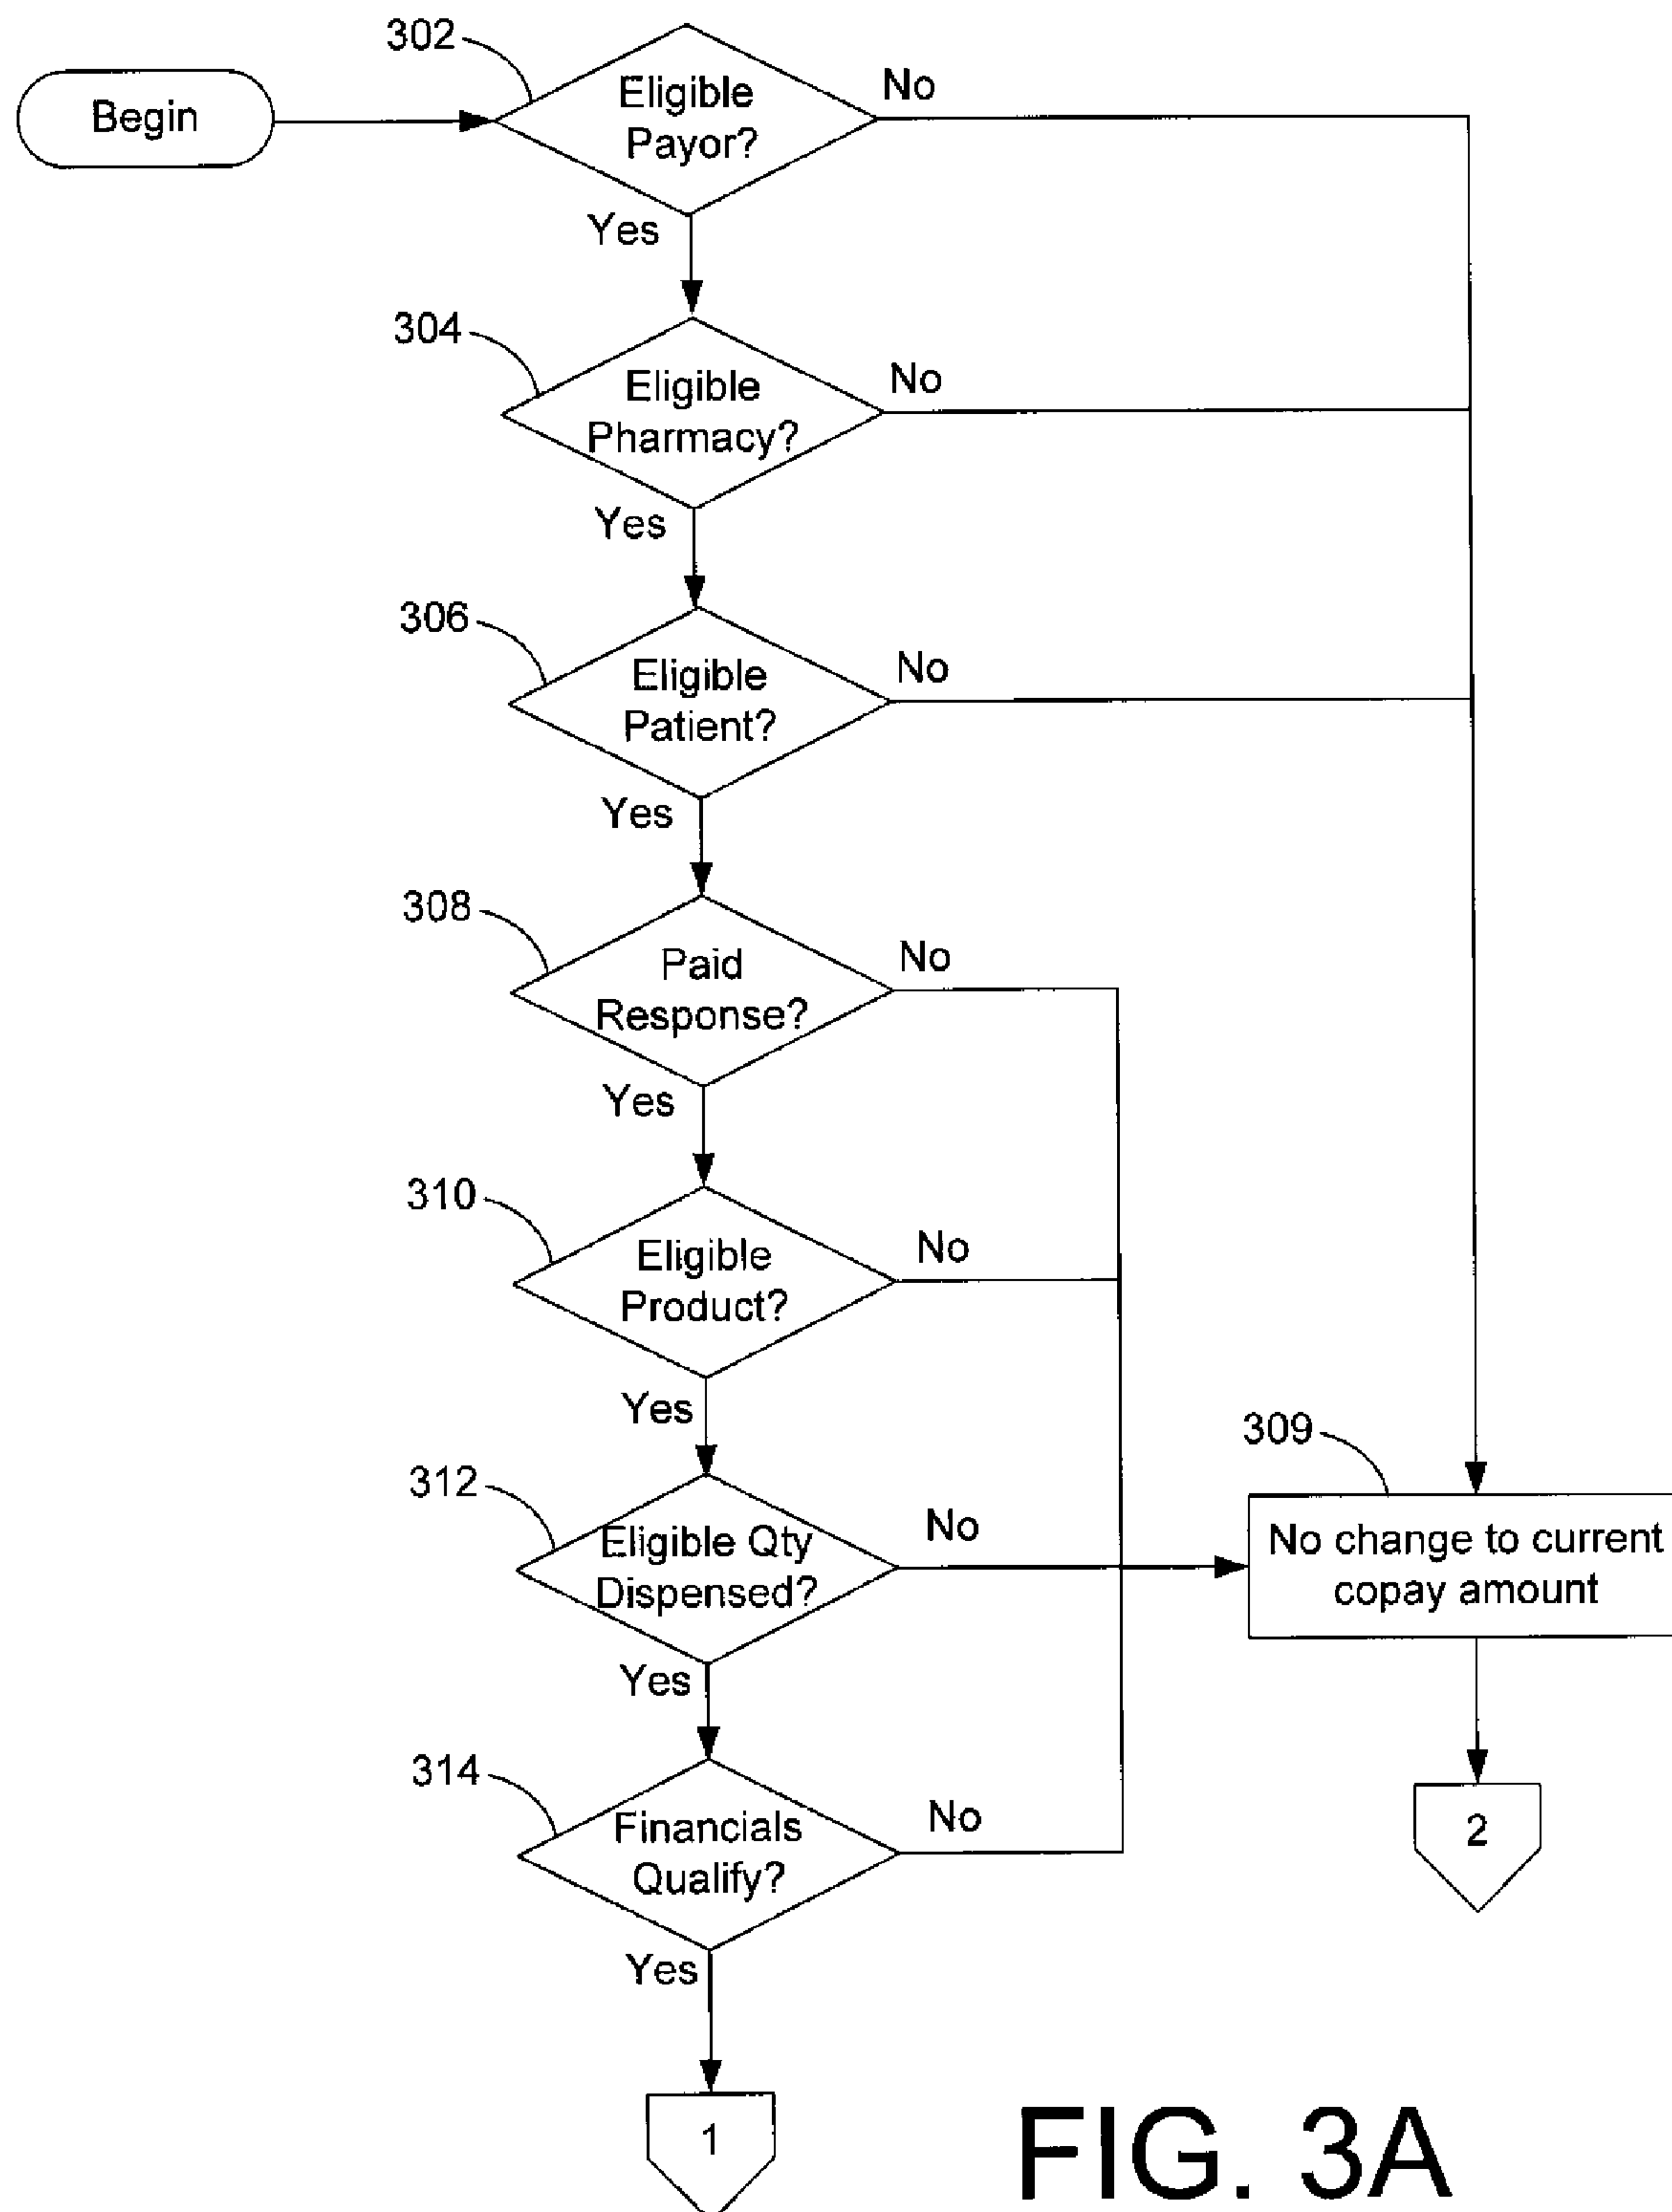 302
Begin
Eligible
Payor?
No
Yes
304
Eligible
Pharmacy?
No
Yes
306
Eligible
Patient?
No
Yes
308
Paid
Response?
No
Yes
310
Eligible
Product?
No
Yes
309
No change to current
copay amount
312
Eligible Qty
Dispensed?
No
Yes
314
Financials
Qualify?
No
2
Yes
1
FIG. 3A